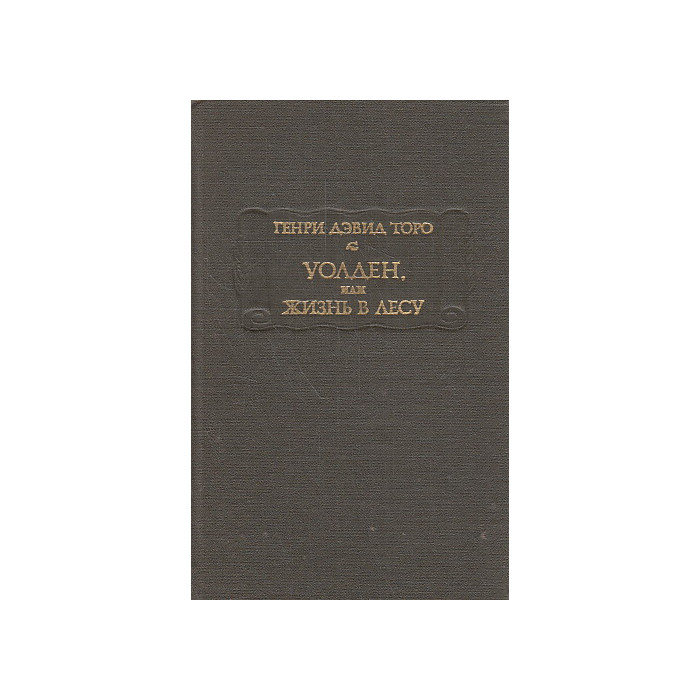 ГЕНРИ ДЭВИД ТОРО
УОЛДЕН,
ИЛИ
ЖИЗНЬ В ЛЕСУ